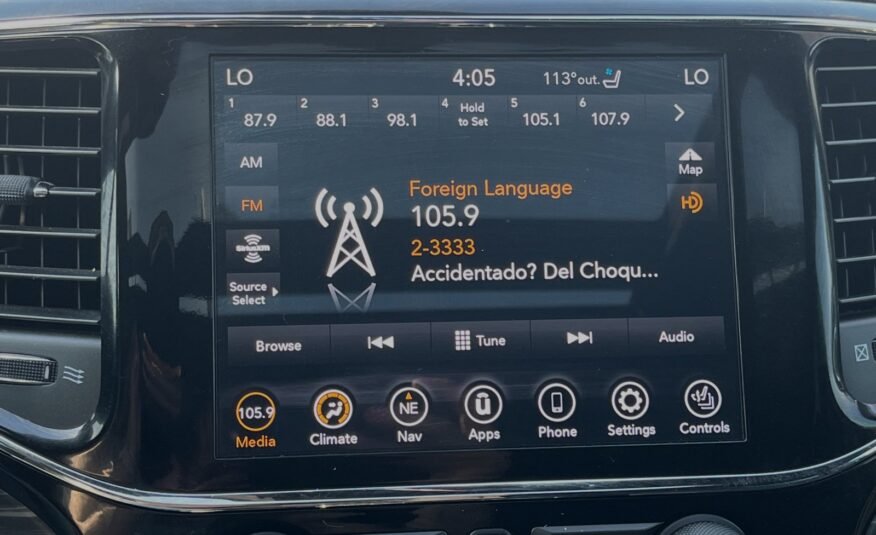 LO 4:05 113°out. LO
1 87.9 2 88.1 3 98.1 4 Hold to Set 5 105.1 6 107.9
AM
Map
FM
HD
Foreign Language
105.9
2-3333
Accidentado? Del Choqu...
SiriusXM
Source
Select
Browse Tune Audio
105.9 NE
Media Climate Nav Apps Phone Settings Controls